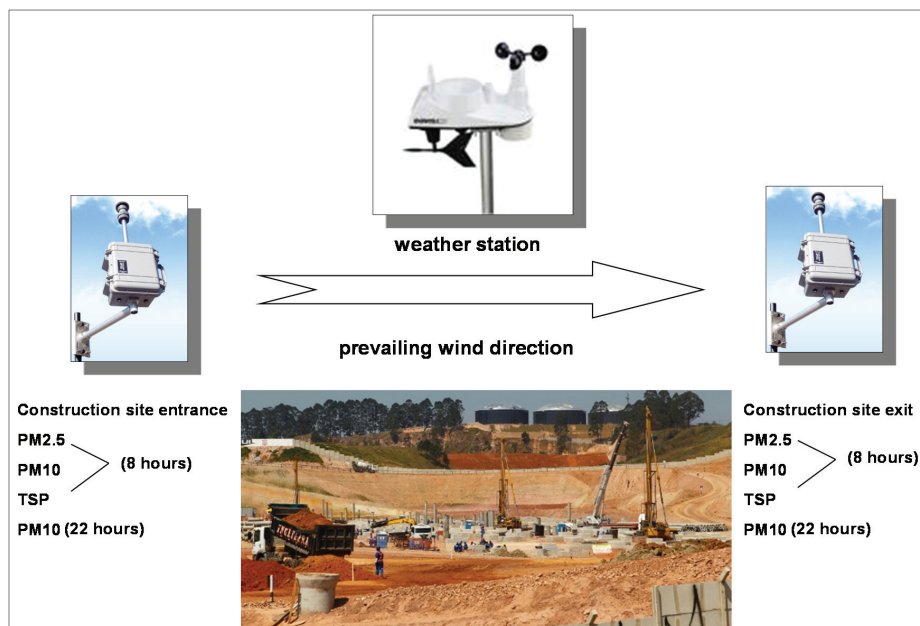 weather station
prevailing wind direction
Construction site entrance
PM2.5
PM10
TSP
(8 hours)
PM10 (22 hours)
Construction site exit
PM2.5
PM10
TSP
(8 hours)
PM10 (22 hours)